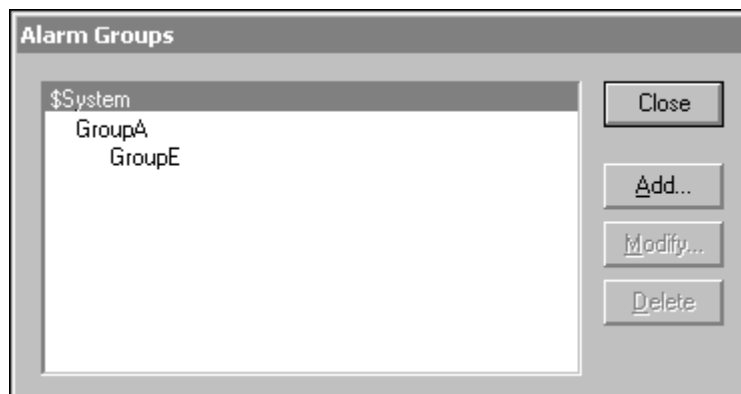 Alarm Groups
$System
GroupA
GroupE
Close
Add...
Modify...
Delete